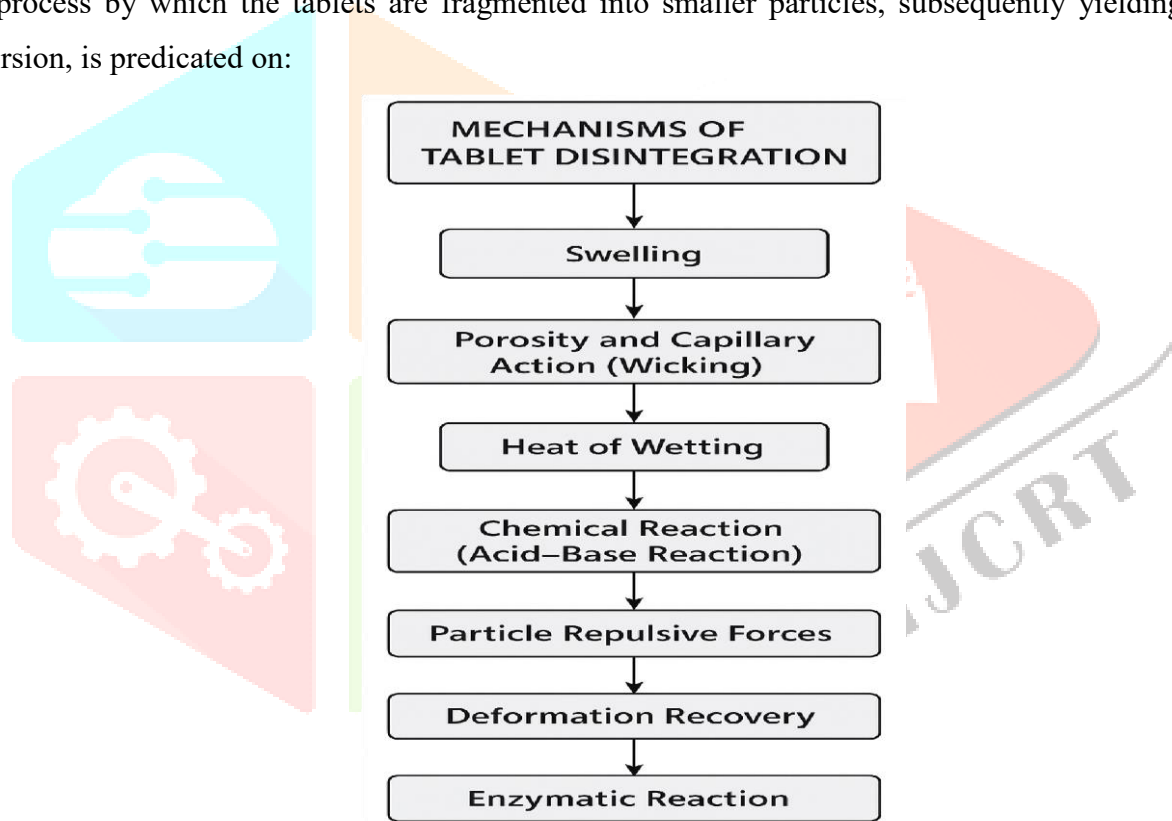 process by which the tablets are fragmented into smaller particles, subsequently yielding
is predicated on:
MECHANISMS OF
TABLET DISINTEGRATION
Swelling
Porosity and Capillary
Action (Wicking)
Heat of Wetting
Chemical Reaction
(Acid–Base Reaction)
Particle Repulsive Forces
Deformation Recovery
Enzymatic Reaction
JCRT